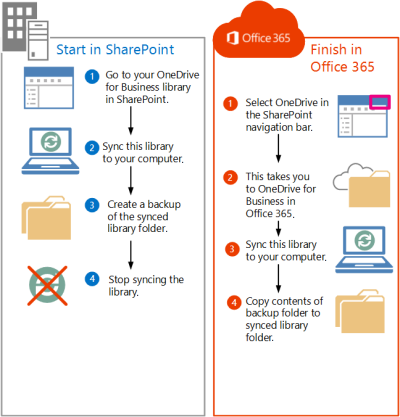 Start in SharePoint
1 Go to your OneDrive
for Business library
in SharePoint.
2 Sync this library
to your computer.
3 Create a backup
of the synced
library folder.
4 Stop syncing the
library.
Office 365
Finish in
Office 365
1 Select OneDrive in
the SharePoint
navigation bar.
2 This takes you
to OneDrive for
Business in
Office 365.
3 Sync this library
to your computer.
4 Copy contents of
backup folder to
synced library
folder.